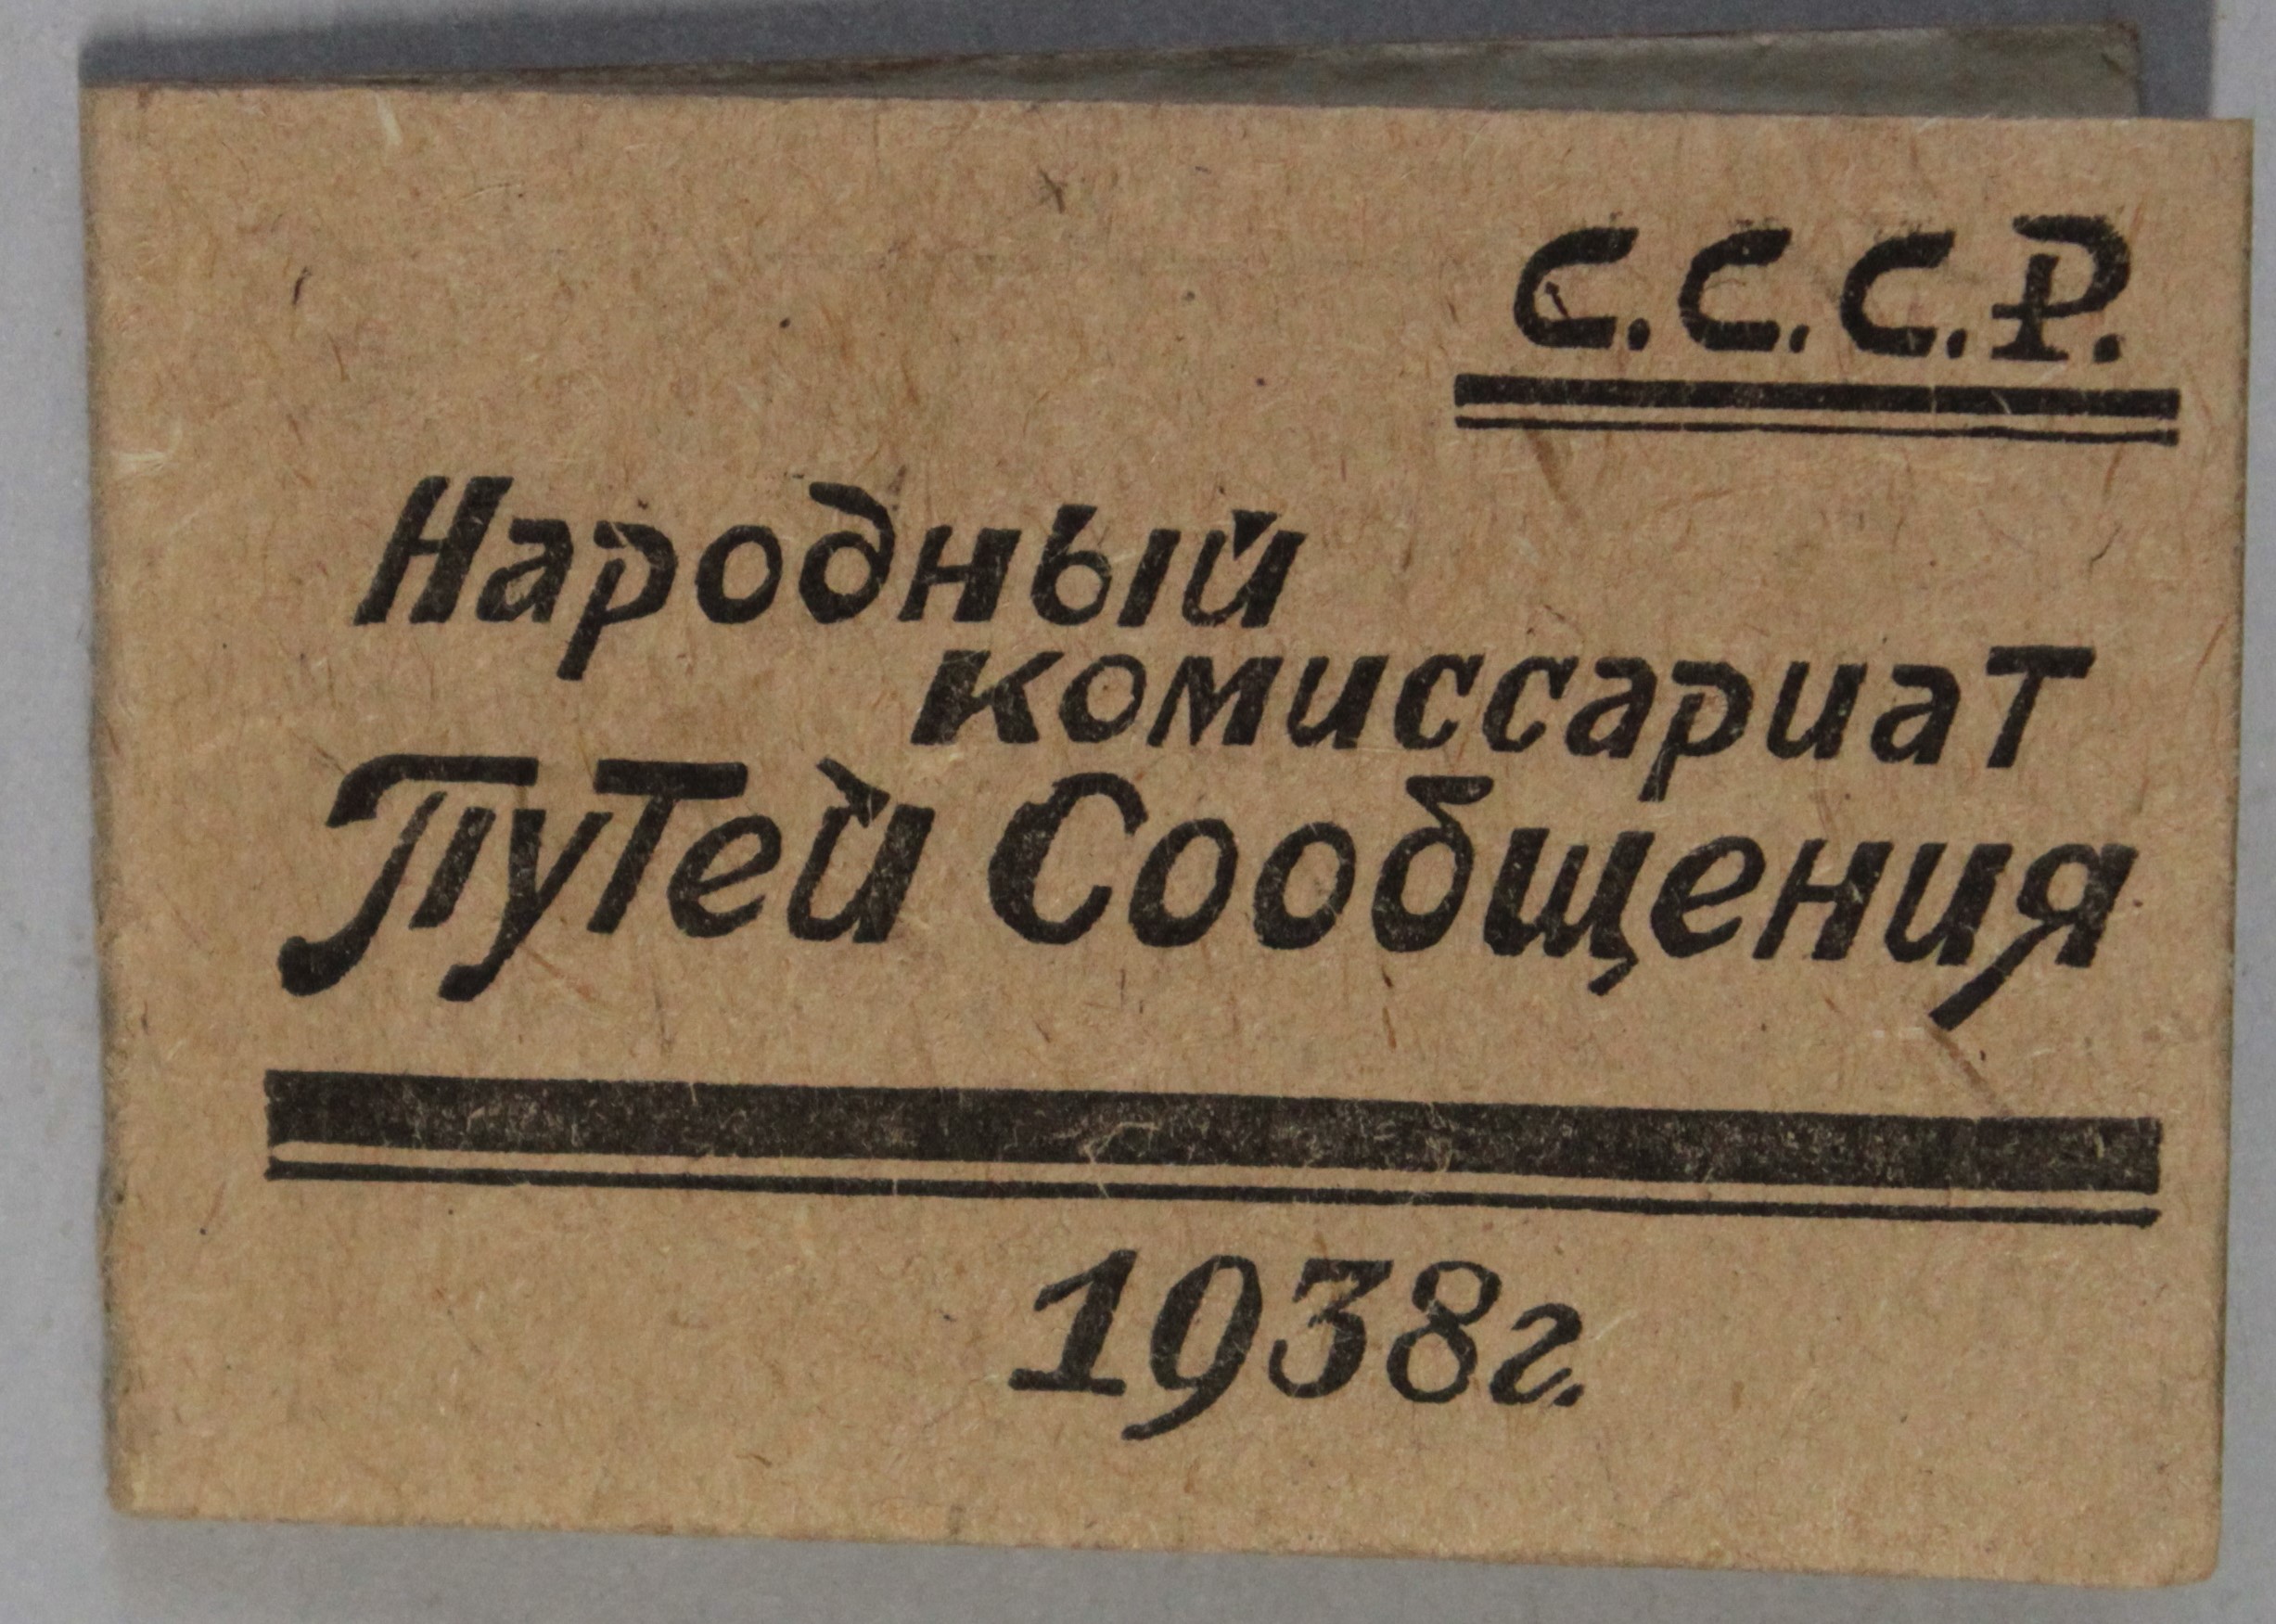 С.С.С.Р.
Народный
комиссариат
Путей Сообщения
1938г.